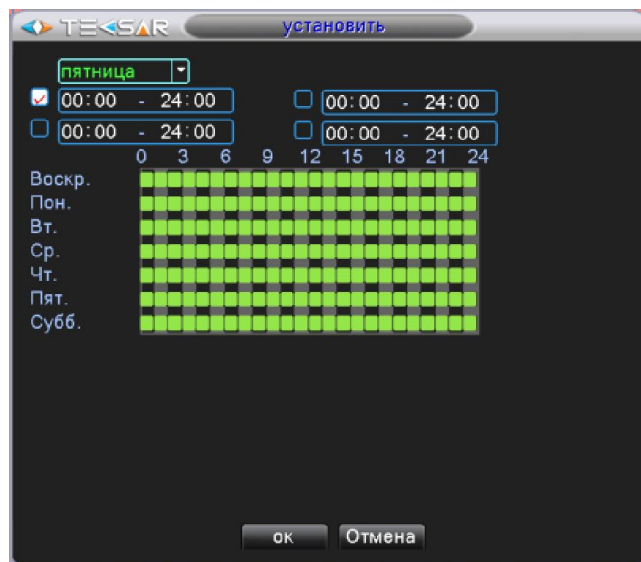 TECSAR установить
пятница
00:00 - 24:00 00:00 - 24:00
00:00 - 24:00 00:00 - 24:00
0 3 6 9 12 15 18 21 24
Воскр.
Пон.
Вт.
Ср.
Чт.
Пят.
Субб.
ок Отмена